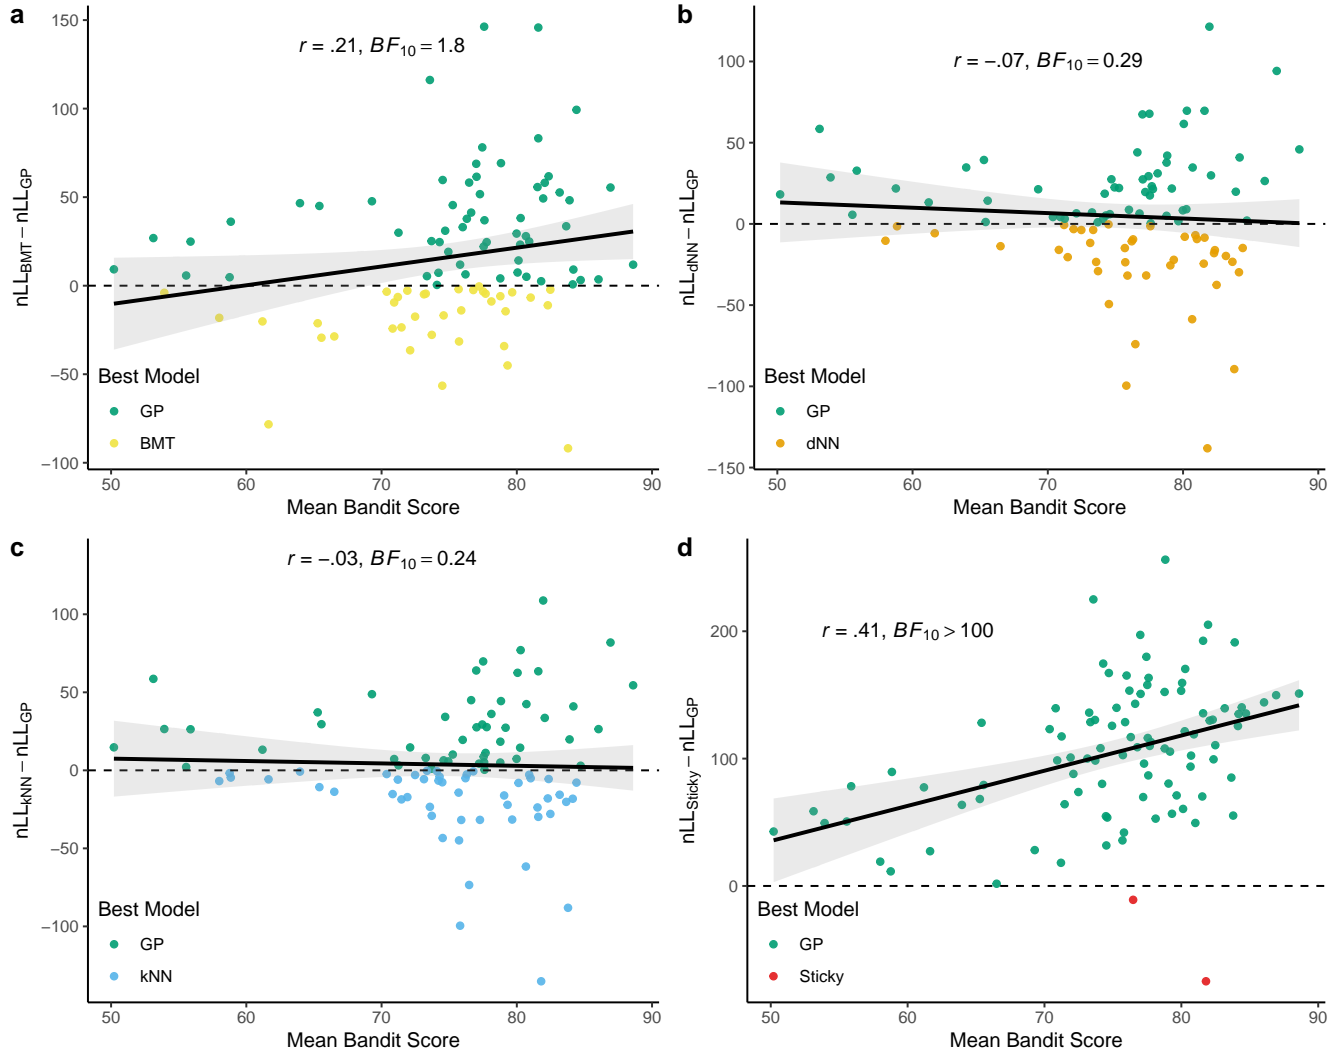 a
r = .21, BF10 = 1.8
150
100
50
0
−50
−100
nLLBMT − nLLGP
Best Model
GP
BMT
50 60 70 80 90
Mean Bandit Score
b
r = −.07, BF10 = 0.29
100
50
0
−50
−100
−150
nLLdNN − nLLGP
Best Model
GP
dNN
50 60 70 80 90
Mean Bandit Score
c
r = −.03, BF10 = 0.24
100
50
0
−50
−100
nLLkNN − nLLGP
Best Model
GP
kNN
50 60 70 80 90
Mean Bandit Score
d
r = .41, BF10 > 100
200
100
0
nLLSticky − nLLGP
Best Model
GP
Sticky
50 60 70 80 90
Mean Bandit Score